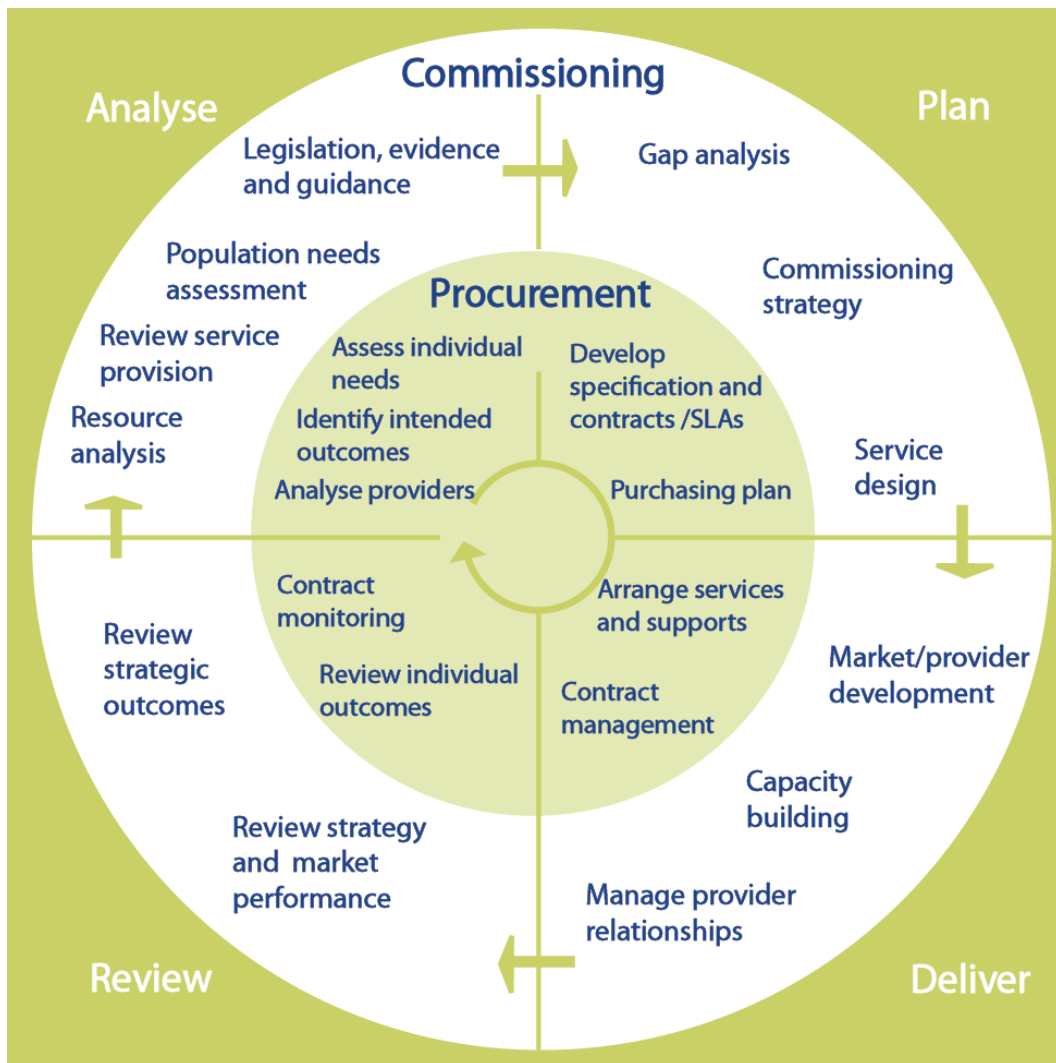 Commissioning
Analyse
Plan
Legislation, evidence
and guidance
Gap analysis
Population needs
assessment
Commissioning
strategy
Review service
provision
Resource
analysis
Service
design
Procurement
Assess individual
needs
Identify intended
outcomes
Analyse providers
Develop
specification and
contracts /SLAs
Purchasing plan
Contract
monitoring
Review individual
outcomes
Arrange services
and supports
Contract
management
Review
strategic
outcomes
Market/provider
development
Capacity
building
Review strategy
and market
performance
Manage provider
relationships
Review
Deliver